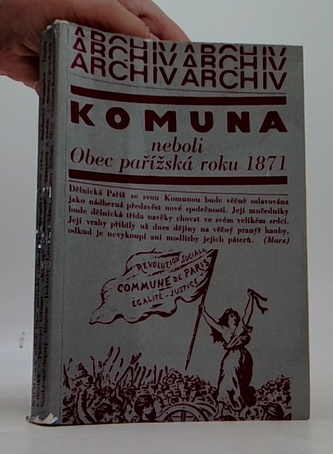 ARCHIV ARCHIV
ARCHIV ARCHIV
ARCHIV ARCHIV
KOMUNA
neboli
Obec pařížská roku 1871
Dělnická Paříž se svou Komunou bude věčně oslavována
jako nádherná předzvěst nové společnosti. Její mučedníky
bude dělnická třída navěky chovat ve svém velikém srdci.
Její vrahy přibily už dnes dějiny na věčný pranýř hanby,
odkud je nevykoupí ani modlitby jejich páterů. (Marx)
REVOLUTION SOCIALE
COMMUNE DE PARIS
ÉGALITÉ - JUSTICE